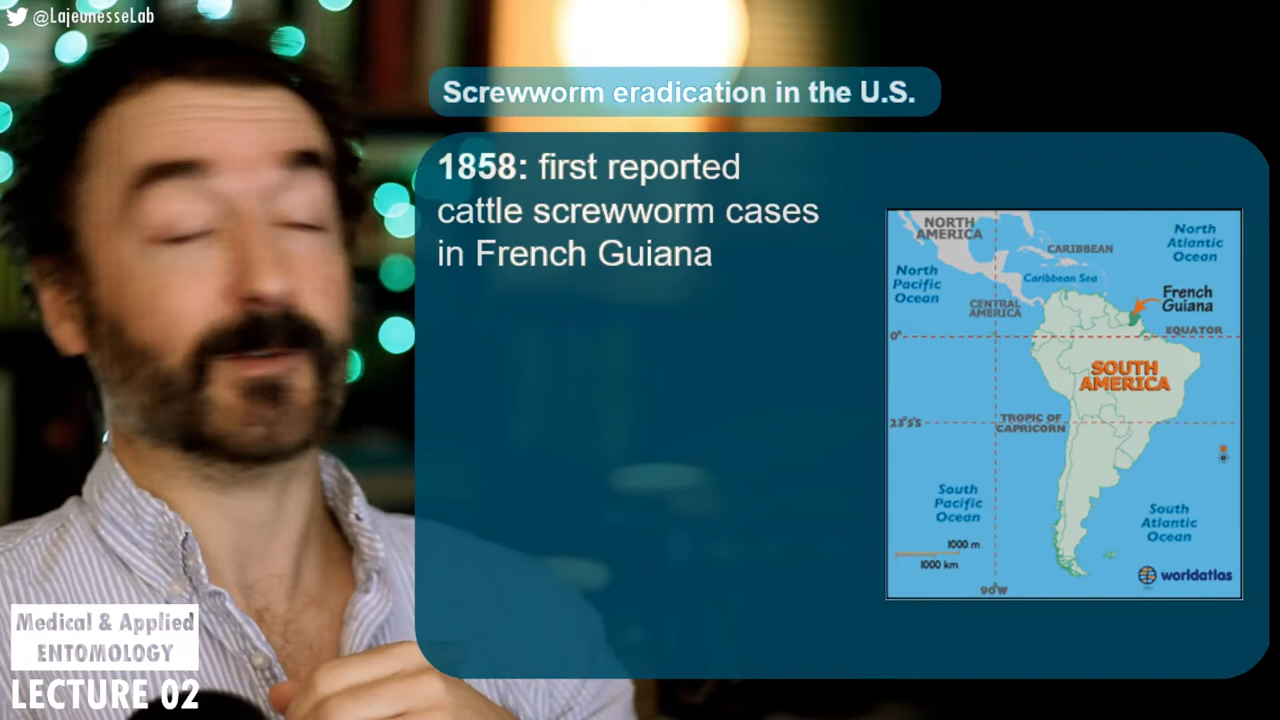 @LajeunesseLab
Screwworm eradication in the U.S.
1858: first reported
cattle screwworm cases
in French Guiana
NORTH
AMERICA
CARIBBEAN
North
Atlantic
Ocean
North
Pacific
Ocean
Caribbean Sea
CENTRAL
AMERICA
French
Guiana
0°
EQUATOR
SOUTH
AMERICA
23°5'S
TROPIC OF
CAPRICORN
South
Pacific
Ocean
South
Atlantic
Ocean
1000 m
1000 km
worldatlas
90°W
Medical & Applied
ENTOMOLOGY
LECTURE 02